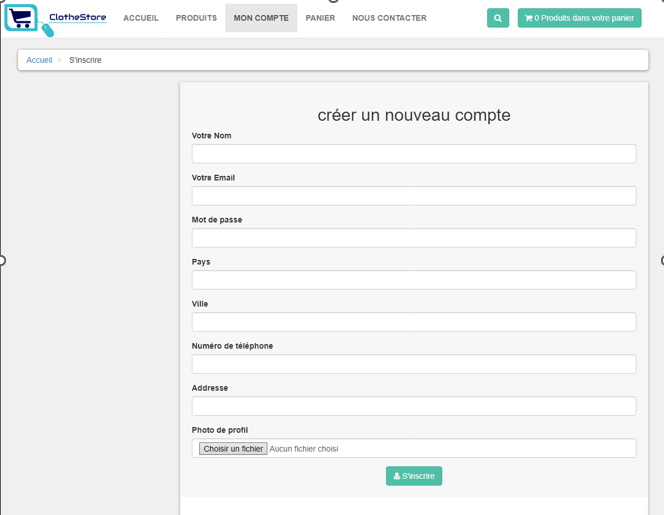 ClotheStore ACCUEIL PRODUITS MON COMPTE PANIER NOUS CONTACTER 0 Produits dans votre panier
Accueil > S'inscrire
créer un nouveau compte
Votre Nom
Votre Email
Mot de passe
Pays
Ville
Numéro de téléphone
Addresse
Photo de profil
Choisir un fichier Aucun fichier choisi
S'inscrire